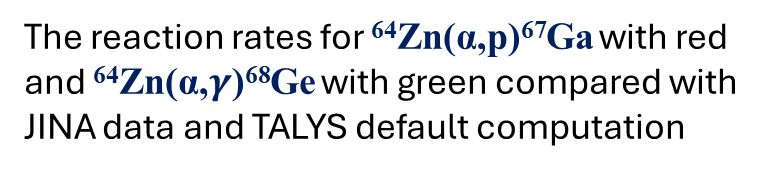 The reaction rates for ⁶⁴Zn(α,p)⁶⁷Ga with red
and ⁶⁴Zn(α,γ)⁶⁸Ge with green compared with
JINA data and TALYS default computation